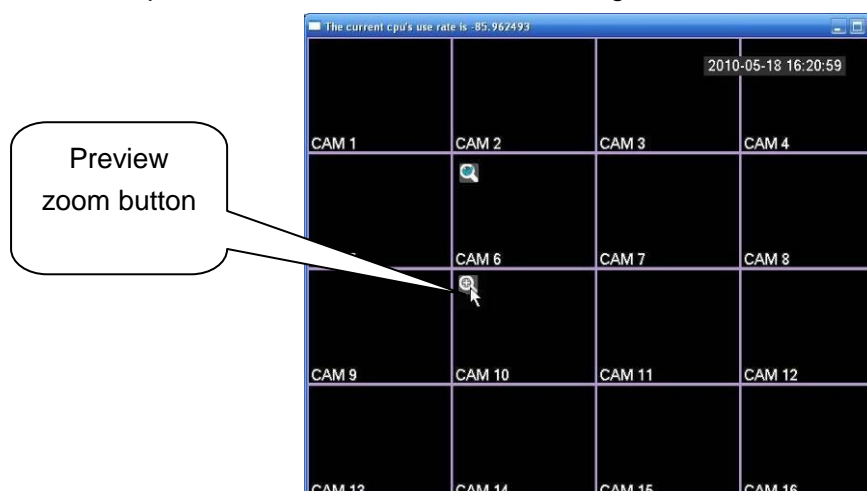 The current cpu's use rate is -85.962493
2010-05-18 16:20:59
CAM 1 CAM 2 CAM 3 CAM 4
Preview
zoom button
CAM 6 CAM 7 CAM 8
CAM 9 CAM 10 CAM 11 CAM 12
CAM 13 CAM 14 CAM 15 CAM 16